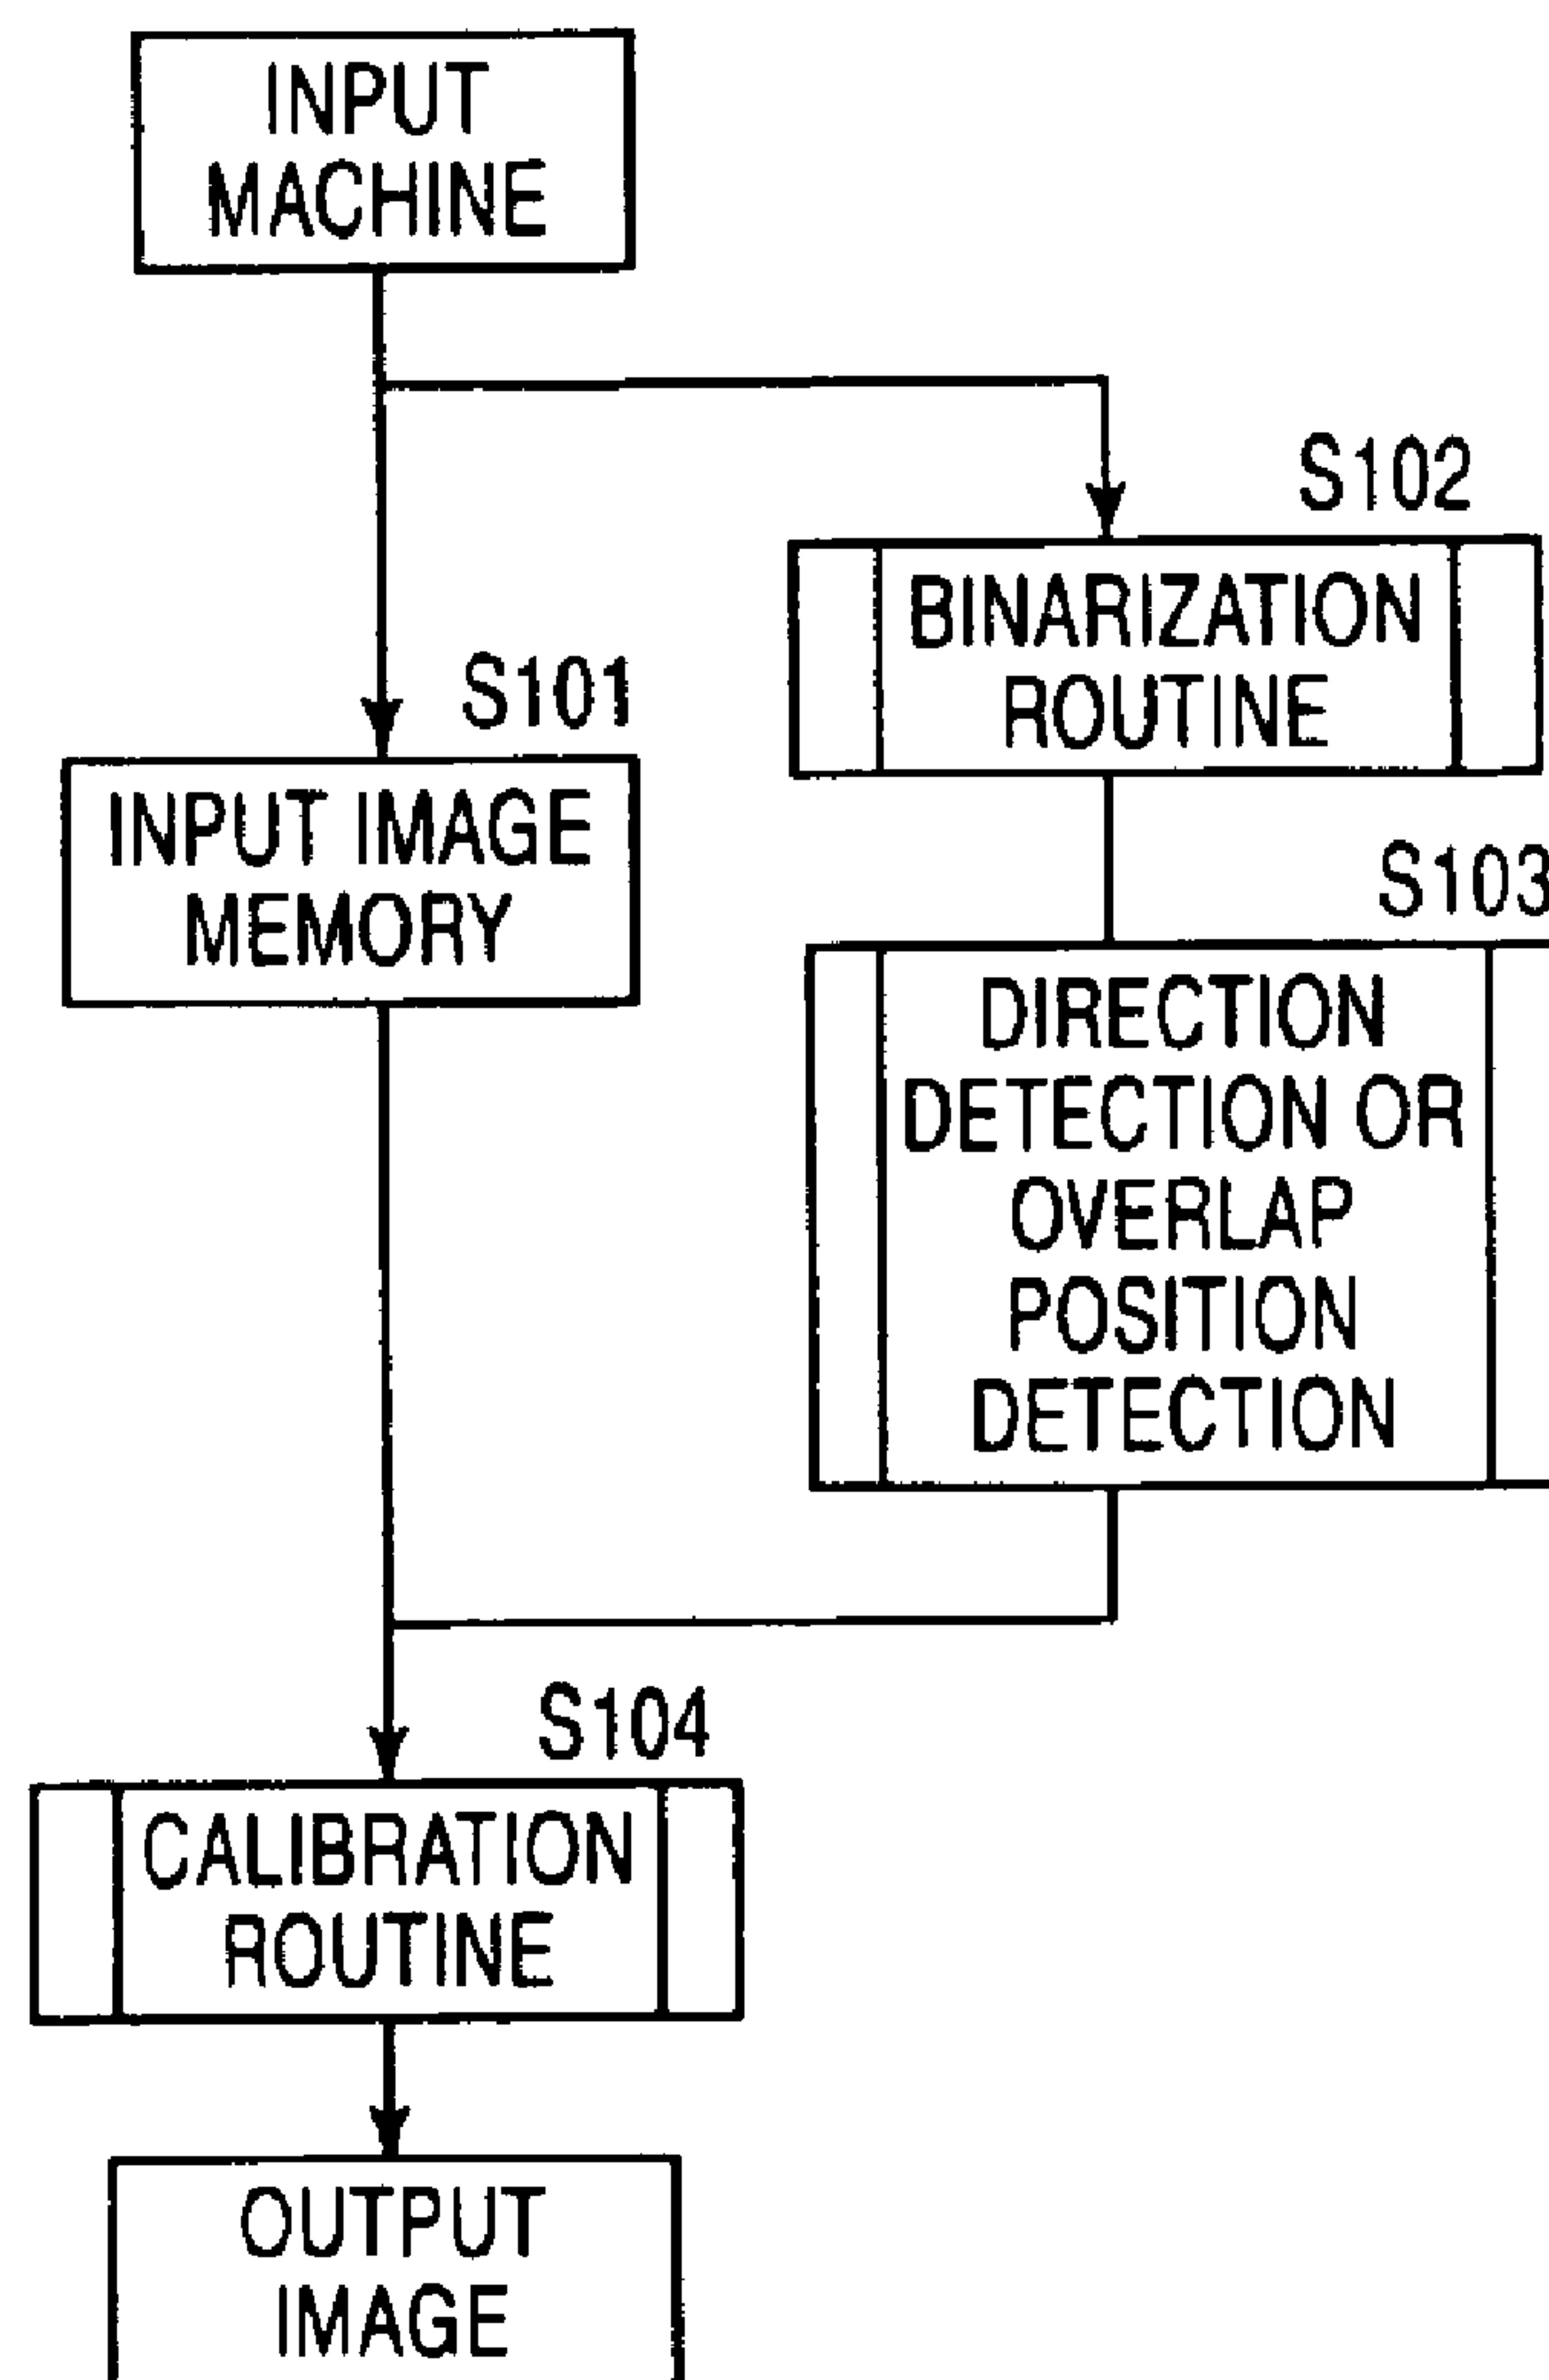 INPUT
MACHINE
S102
BINARIZATION
ROUTINE
S101
INPUT IMAGE
MEMORY
S103
DIRECTION
DETECTION OR
OVERLAP
POSITION
DETECTION
S104
CALIBRATION
ROUTINE
OUTPUT
IMAGE